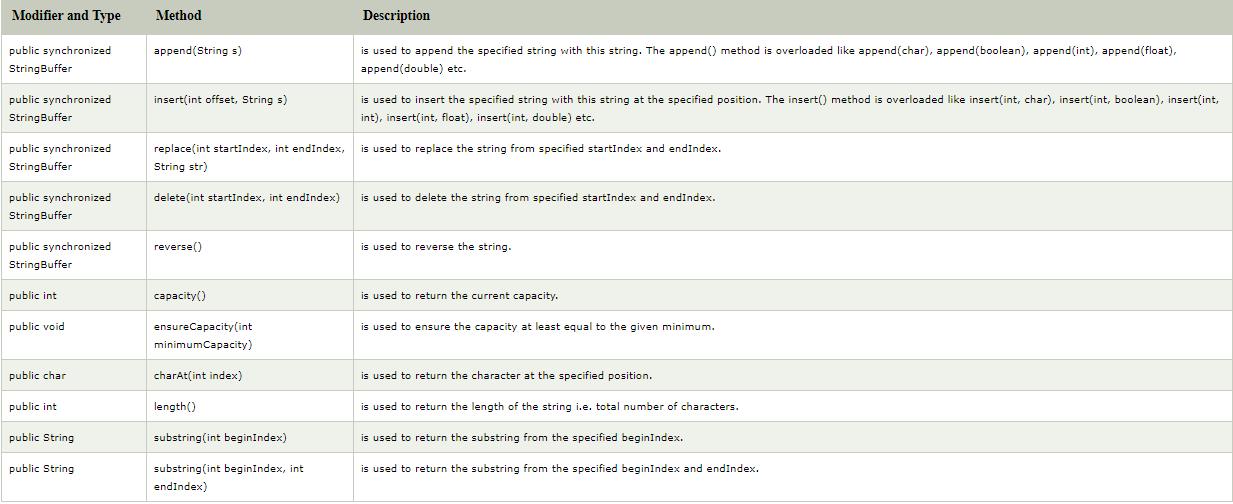 Modifier and Type Method Description
public synchronized append(String s) is used to append the specified string with this string. The append() method is overloaded like append(char), append(boolean), append(int), append(float),
StringBuffer append(double) etc.
public synchronized insert(int offset, String s) is used to insert the specified string with this string at the specified position. The insert() method is overloaded like insert(int, char), insert(int, boolean), insert(int,
StringBuffer int), insert(int, float), insert(int, double) etc.
public synchronized replace(int startIndex, int endIndex, is used to replace the string from specified startIndex and endIndex.
StringBuffer String str)
public synchronized delete(int startIndex, int endIndex) is used to delete the string from specified startIndex and endIndex.
StringBuffer
public synchronized reverse() is used to reverse the string.
StringBuffer
public int capacity() is used to return the current capacity.
public void ensureCapacity(int is used to ensure the capacity at least equal to the given minimum.
minimumCapacity)
public char charAt(int index) is used to return the character at the specified position.
public int length() is used to return the length of the string i.e. total number of characters.
public String substring(int beginIndex) is used to return the substring from the specified beginIndex.
public String substring(int beginIndex, int is used to return the substring from the specified beginIndex and endIndex.
endIndex)